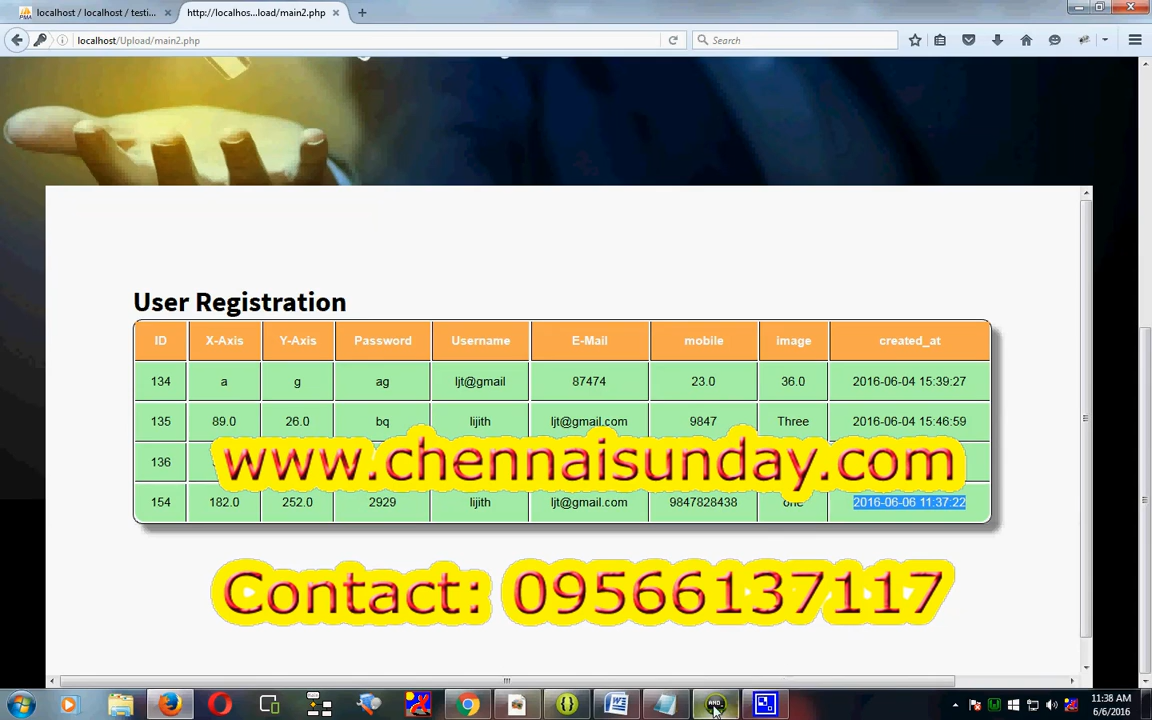 localhost / localhost / testi...
http://localhos...load/main2.php
localhost/Upload/main2.php
Search
User Registration
ID X-Axis Y-Axis Password Username E-Mail mobile image created_at
134 a g ag ljt@gmail 87474 23.0 36.0 2016-06-04 15:39:27
135 89.0 26.0 bq lijith ljt@gmail.com 9847 Three 2016-06-04 15:46:59
136
www.chennaisunday.com
154 182.0 252.0 2929 lijith ljt@gmail.com 9847828438 one 2016-06-06 11:37:22
Contact: 09566137117
11:38 AM
6/6/2016